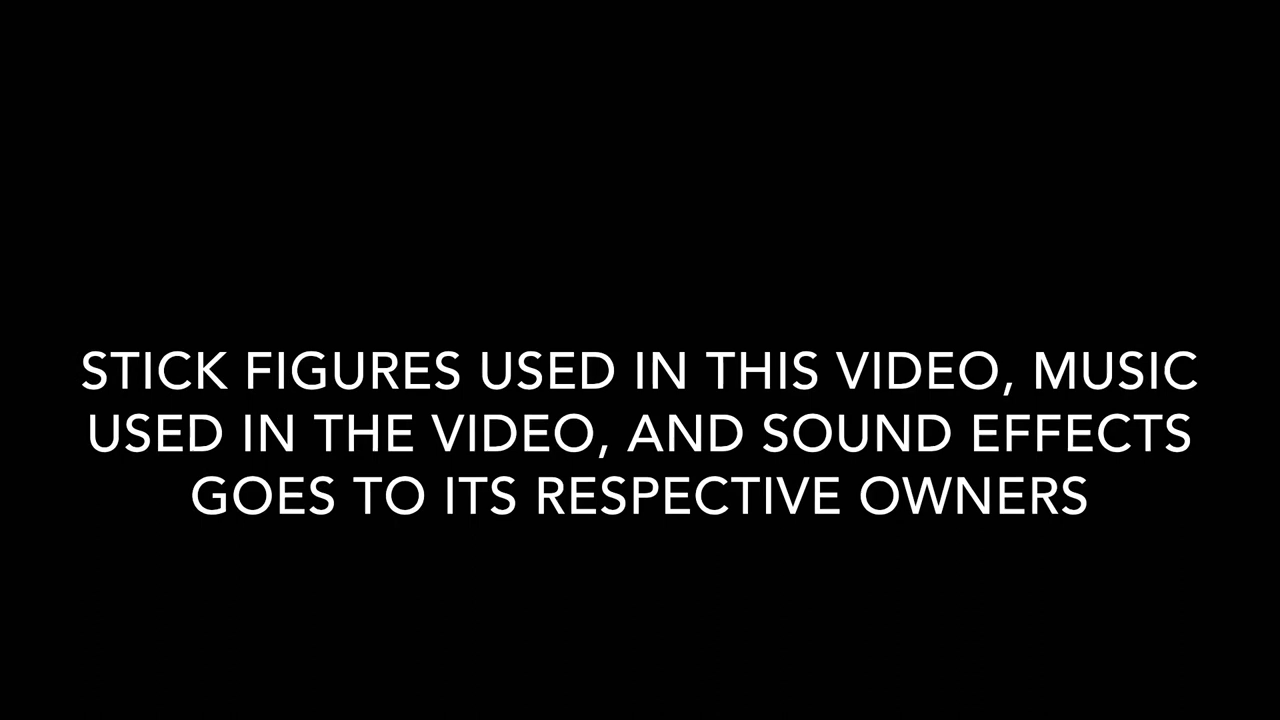 STICK FIGURES USED IN THIS VIDEO, MUSIC
USED IN THE VIDEO, AND SOUND EFFECTS
GOES TO ITS RESPECTIVE OWNERS